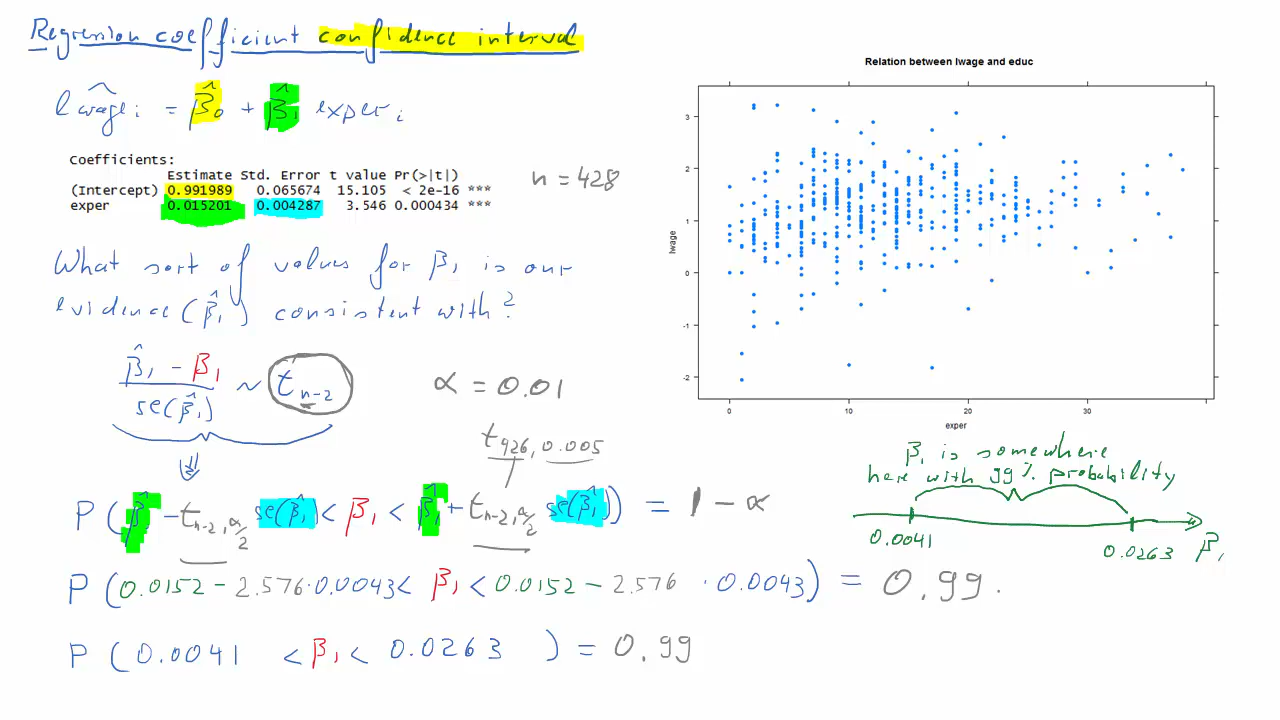 Regression coefficient confidence interval
l̂wageᵢ = β̂₀ + β̂₁ experᵢ
Coefficients:
Estimate Std. Error t value Pr(>|t|)
(Intercept) 0.991989 0.065674 15.105 < 2e-16 ***
exper 0.015201 0.004287 3.546 0.000434 ***
n = 428
What sort of values for β₁ is our
evidence (β̂₁) consistent with?
(β̂₁ - β₁) / se(β̂₁) ~ tₙ₋₂
α = 0.01
t₄₂₆, 0.005
P ( β̂₁ - tₙ₋₂, α/2 se(β̂₁) < β₁ < β̂₁ + tₙ₋₂, α/2 se(β̂₁) ) = 1 - α
P ( 0.0152 - 2.576 · 0.0043 < β₁ < 0.0152 - 2.576 · 0.0043 ) = 0.99.
P ( 0.0041 < β₁ < 0.0263 ) = 0.99
Relation between lwage and educ
lwage
3
2
1
0
-1
-2
0 10 20 30
exper
β₁ is somewhere
here with 99% probability
0.0041 0.0263 β₁